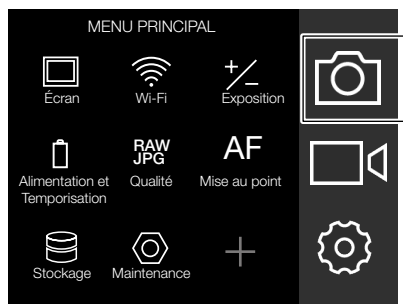 MENU PRINCIPAL
Écran
Wi-Fi
+/−
Exposition
Alimentation et
Temporisation
RAW
JPG
Qualité
AF
Mise au point
Stockage
Maintenance
+